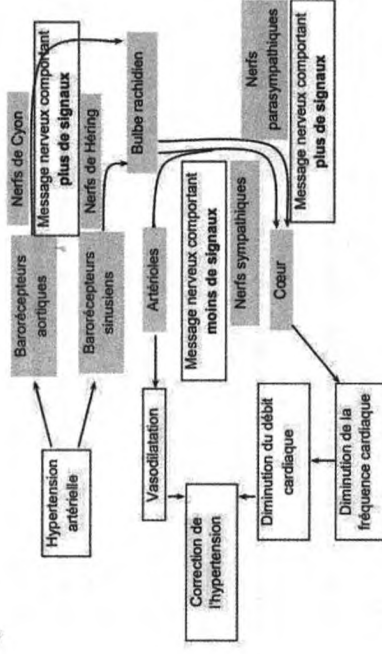 Hypertension
artérielle
Barorécepteurs
aortiques
Barorécepteurs
sinusiens
Nerfs de Cyon
Message nerveux comportant
plus de signaux
Nerfs de Héring
Bulbe rachidien
Artérioles
Vasodilatation
Correction de
l'hypertension
Message nerveux comportant
moins de signaux
Nerfs sympathiques
Nerfs
parasympathiques
Message nerveux comportant
plus de signaux
Cœur
Diminution du débit
cardiaque
Diminution de la
fréquence cardiaque